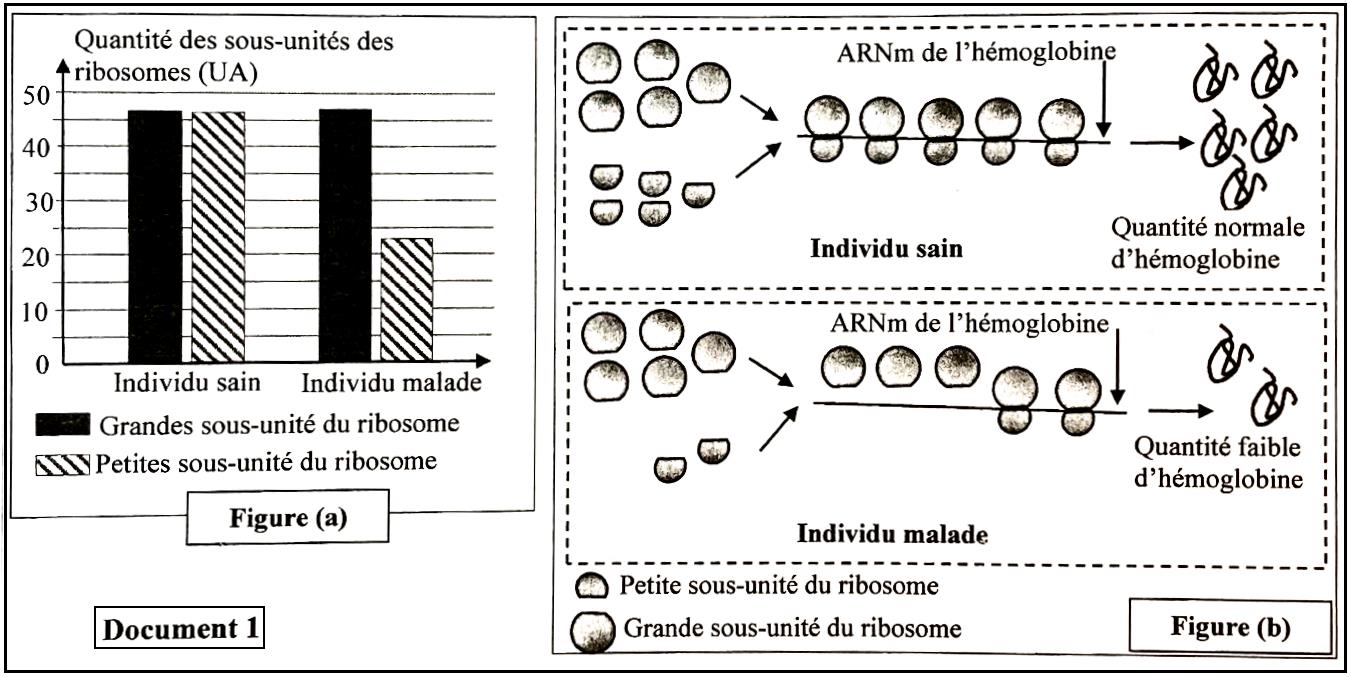 Quantité des sous-unités des
ribosomes (UA)
50
40
30
20
10
0
Individu sain
Individu malade
Grandes sous-unité du ribosome
Petites sous-unité du ribosome
Figure (a)
Document 1
ARNm de l'hémoglobine
Quantité normale
d'hémoglobine
Individu sain
ARNm de l'hémoglobine
Quantité faible
d'hémoglobine
Individu malade
Petite sous-unité du ribosome
Grande sous-unité du ribosome
Figure (b)